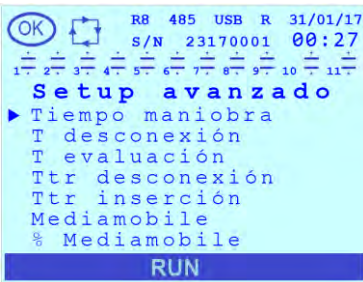 OK R8 485 USB R 31/01/17
S/N 23170001 00:27
1 2 3 4 5 6 7 8 9 10 11
Setup avanzado
Tiempo maniobra
T desconexión
T evaluación
Ttr desconexión
Ttr inserción
Mediamobile
% Mediamobile
RUN